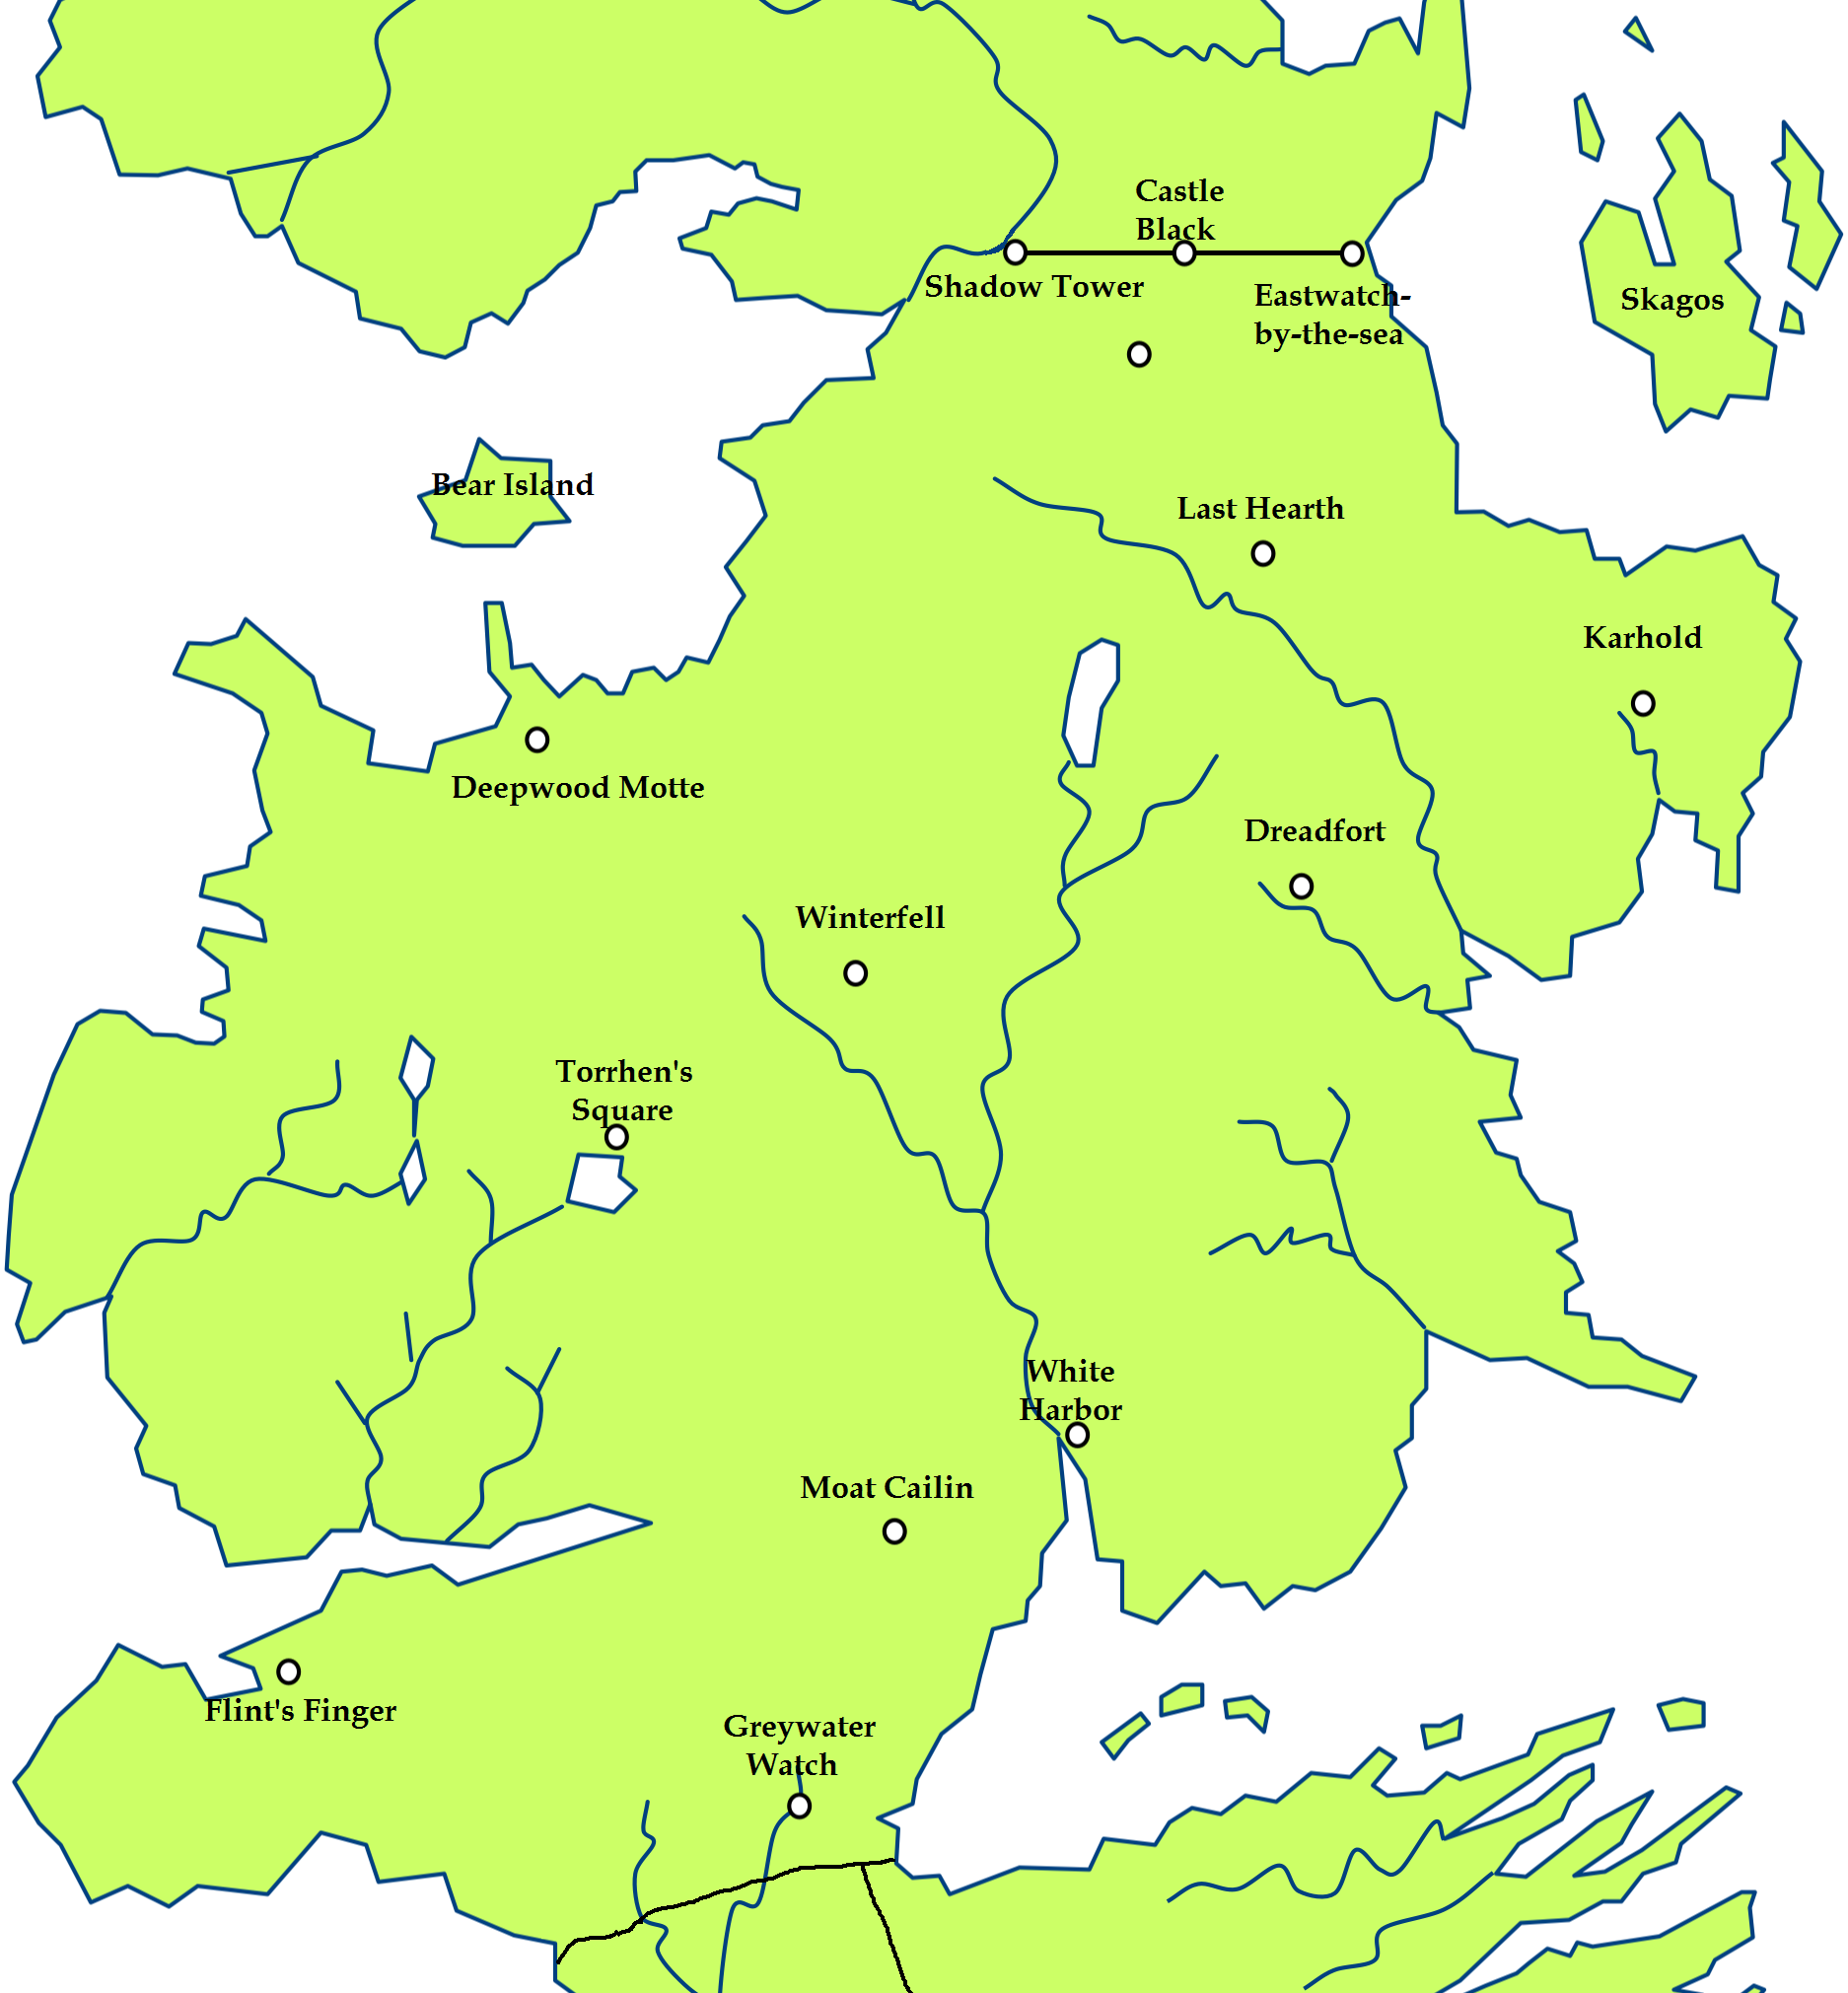 Castle
Black
Shadow Tower
Eastwatch-
by-the-sea
Skagos
Bear Island
Last Hearth
Karhold
Deepwood Motte
Dreadfort
Winterfell
Torrhen's
Square
White
Harbor
Moat Cailin
Flint's Finger
Greywater
Watch